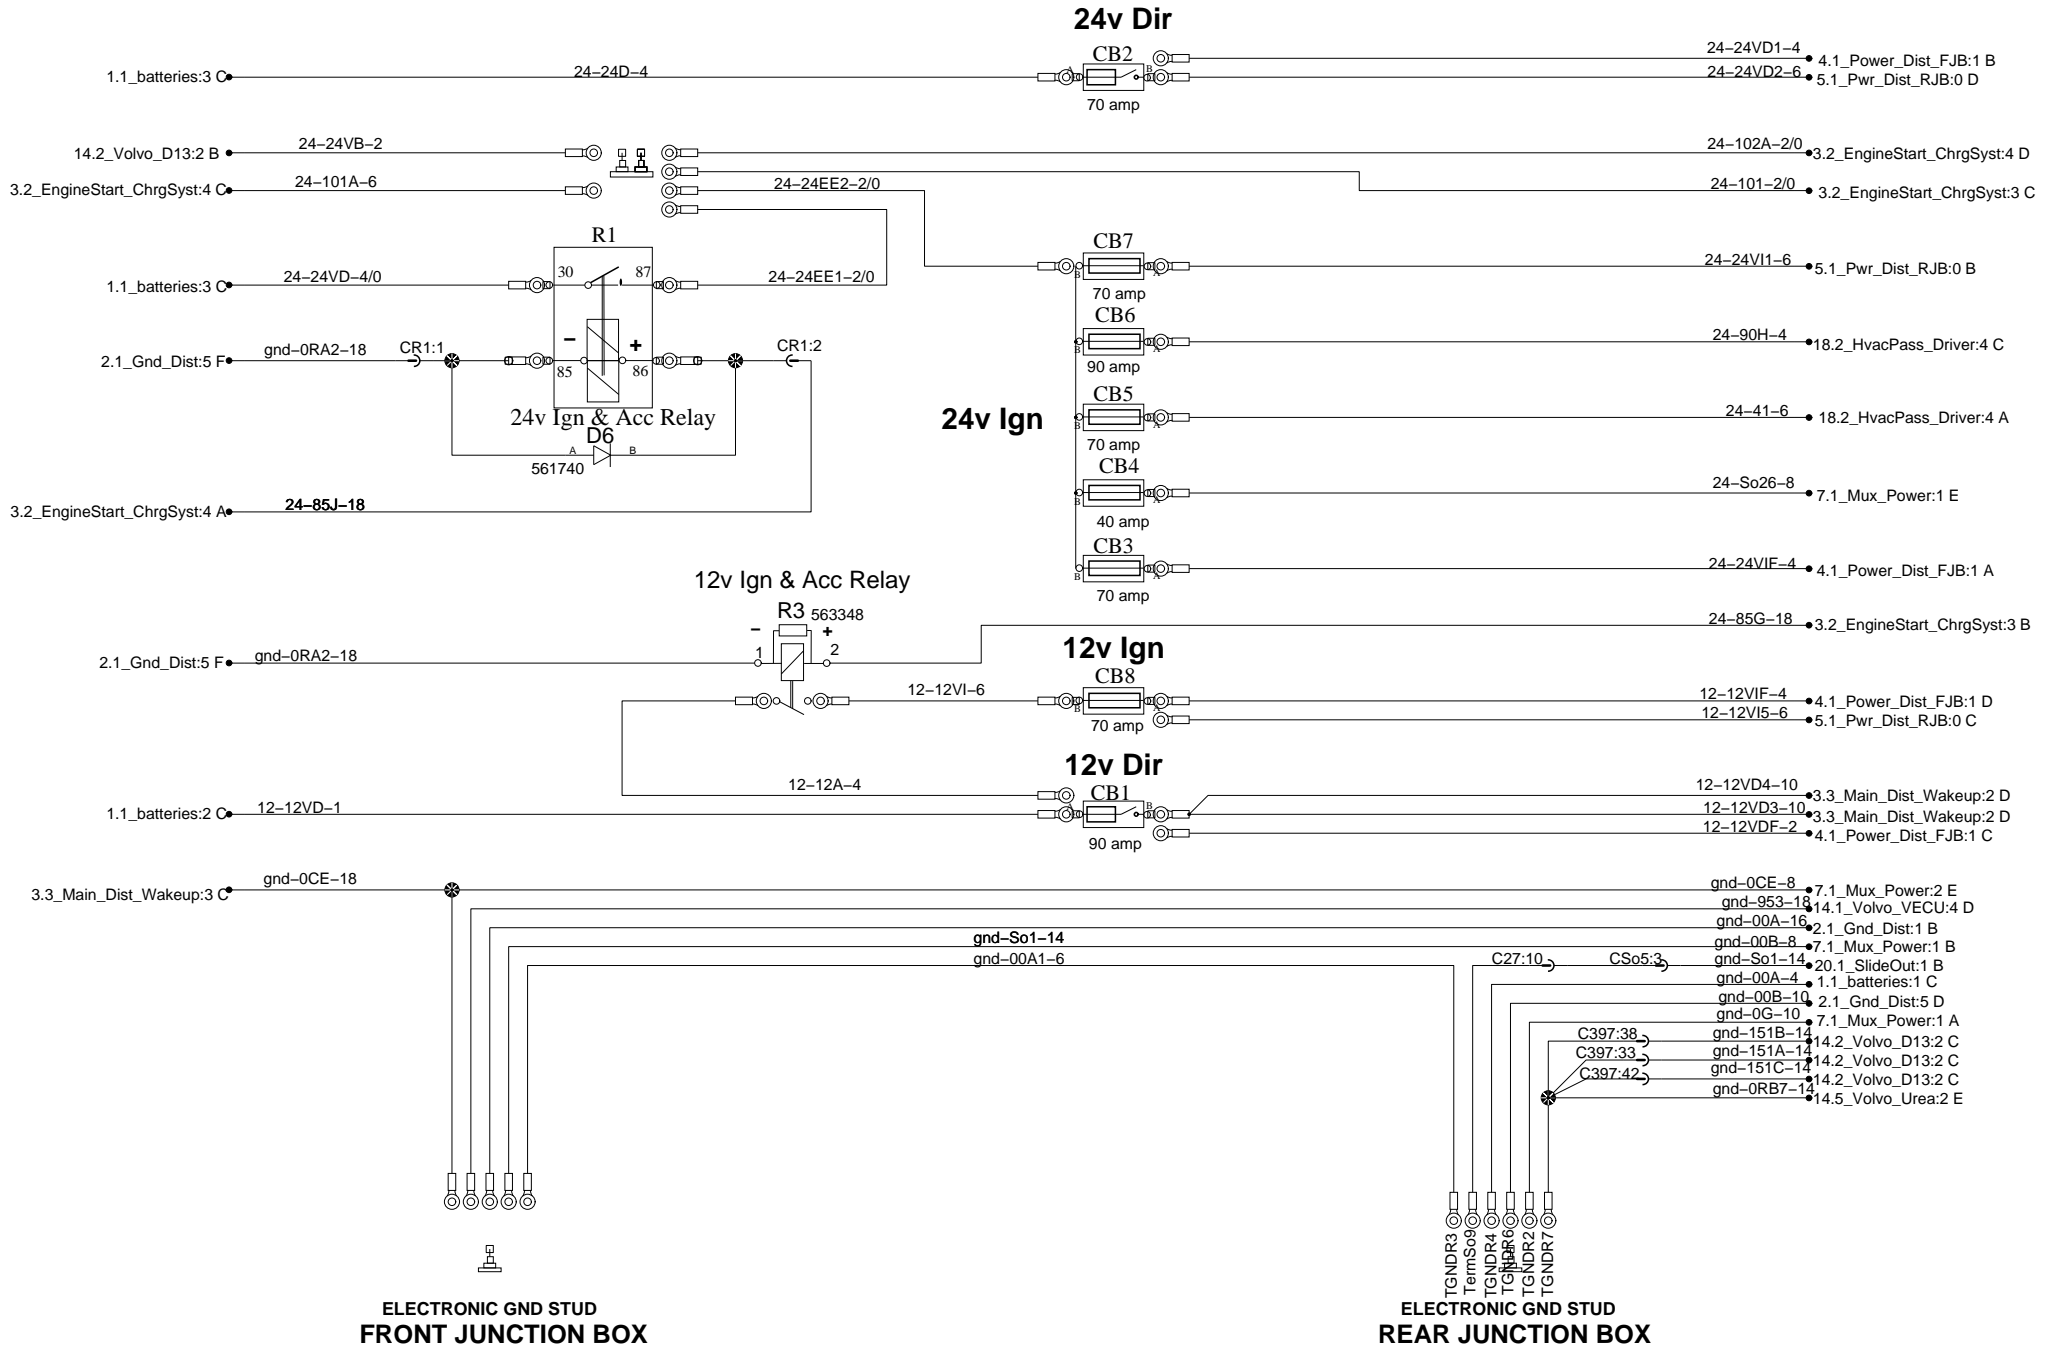 24v Dir
CB2
24–24VD1–4
4.1_Power_Dist_FJB:1 B
1.1_batteries:3 C
24–24D–4
A
B
24–24VD2–6
5.1_Pwr_Dist_RJB:0 D
70 amp
14.2_Volvo_D13:2 B
24–24VB–2
24–102A–2/0
3.2_EngineStart_ChrgSyst:4 D
3.2_EngineStart_ChrgSyst:4 C
24–101A–6
24–24EE2–2/0
24–101–2/0
3.2_EngineStart_ChrgSyst:3 C
R1
CB7
1.1_batteries:3 C
24–24VD–4/0
30
87
24–24EE1–2/0
B
A
24–24VI1–6
5.1_Pwr_Dist_RJB:0 B
70 amp
CB6
B
A
24–90H–4
18.2_HvacPass_Driver:4 C
90 amp
2.1_Gnd_Dist:5 F
gnd–0RA2–18
CR1:1
–
+
85
86
CR1:2
CB5
24v Ign
B
A
24–41–6
18.2_HvacPass_Driver:4 A
70 amp
24v Ign & Acc Relay
D6
A
B
561740
CB4
B
A
24–So26–8
7.1_Mux_Power:1 E
40 amp
3.2_EngineStart_ChrgSyst:4 A
24–85J–18
CB3
B
A
24–24VIF–4
4.1_Power_Dist_FJB:1 A
70 amp
12v Ign & Acc Relay
R3
563348
–
+
1
2
24–85G–18
3.2_EngineStart_ChrgSyst:3 B
2.1_Gnd_Dist:5 F
gnd–0RA2–18
12v Ign
CB8
12–12VI–6
B
A
12–12VIF–4
4.1_Power_Dist_FJB:1 D
70 amp
12–12VI5–6
5.1_Pwr_Dist_RJB:0 C
12v Dir
12–12A–4
CB1
12–12VD4–10
3.3_Main_Dist_Wakeup:2 D
1.1_batteries:2 C
12–12VD–1
A
B
12–12VD3–10
3.3_Main_Dist_Wakeup:2 D
90 amp
12–12VDF–2
4.1_Power_Dist_FJB:1 C
3.3_Main_Dist_Wakeup:3 C
gnd–0CE–18
gnd–0CE–8
7.1_Mux_Power:2 E
gnd–953–18
14.1_Volvo_VECU:4 D
gnd–00A–16
2.1_Gnd_Dist:1 B
gnd–So1–14
gnd–00B–8
7.1_Mux_Power:1 B
gnd–00A1–6
C27:10
CSo5:3
gnd–So1–14
20.1_SlideOut:1 B
gnd–00A–4
1.1_batteries:1 C
gnd–00B–10
2.1_Gnd_Dist:5 D
gnd–0G–10
7.1_Mux_Power:1 A
C397:38
gnd–151B–14
14.2_Volvo_D13:2 C
C397:33
gnd–151A–14
14.2_Volvo_D13:2 C
C397:42
gnd–151C–14
14.2_Volvo_D13:2 C
gnd–0RB7–14
14.5_Volvo_Urea:2 E
TGNDR3
TermSo9
TGNDR4
TGNDR6
TGNDR2
TGNDR7
ELECTRONIC GND STUD
FRONT JUNCTION BOX
ELECTRONIC GND STUD
REAR JUNCTION BOX